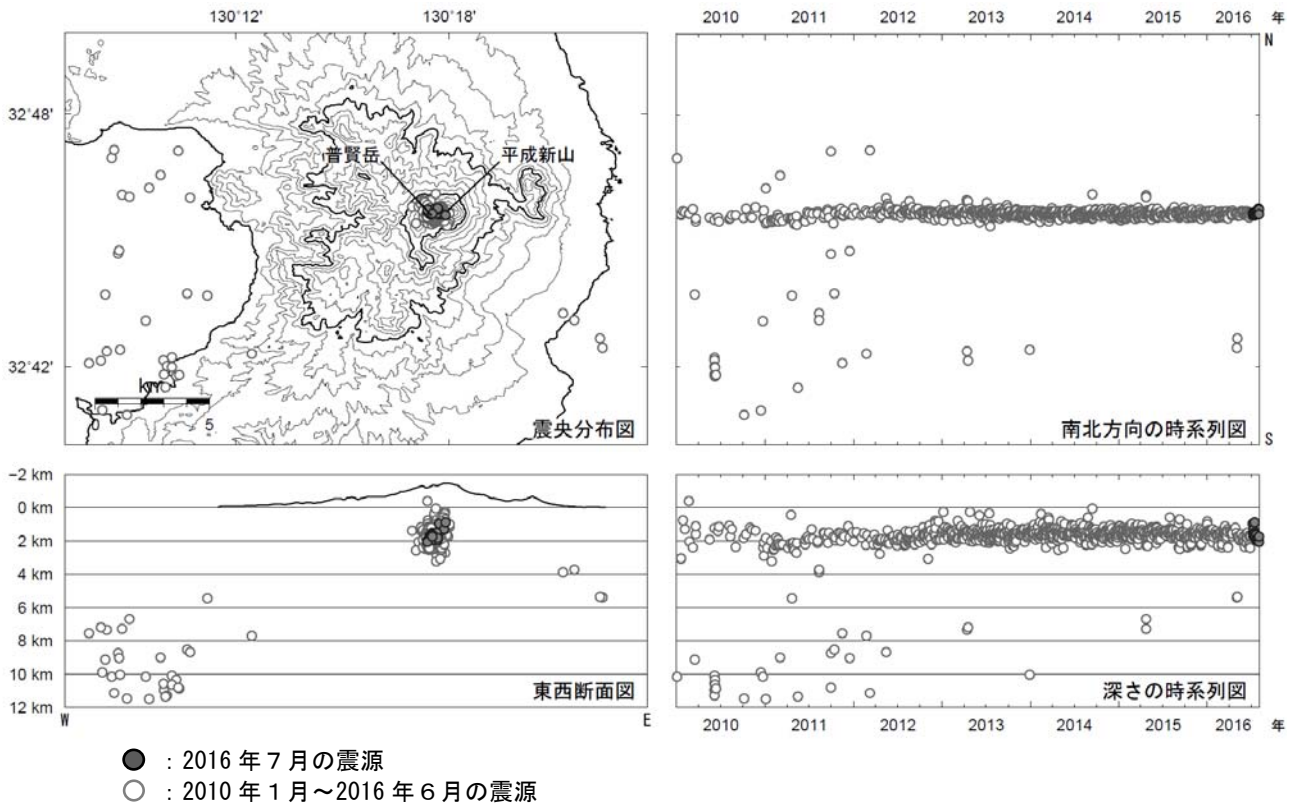 130°12′ 130°18′
32°48′
普賢岳 平成新山
32°42′
km
5
震央分布図
2010 2011 2012 2013 2014 2015 2016 年
N
南北方向の時系列図
S
−2 km
0 km
2 km
4 km
6 km
8 km
10 km
12 km
東西断面図
W E
深さの時系列図
2010 2011 2012 2013 2014 2015 2016 年
：2016 年７月の震源
：2010 年１月～2016 年６月の震源